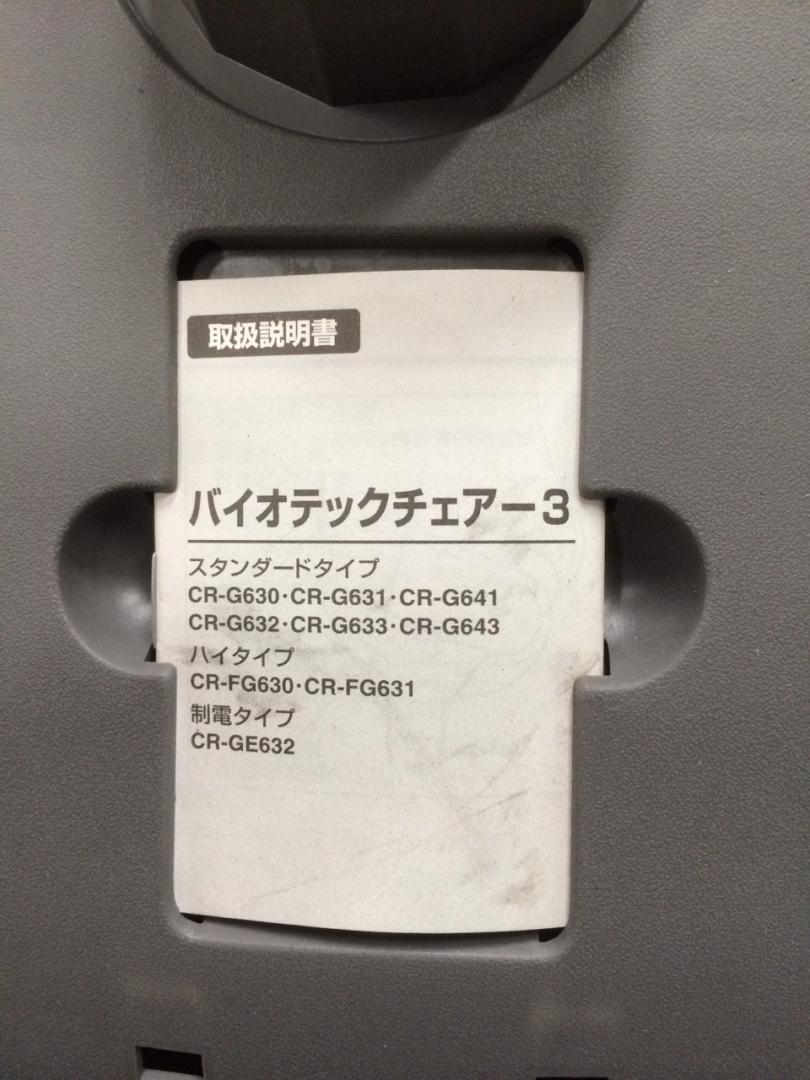 取扱説明書
バイオテックチェアー3
スタンダードタイプ
CR-G630・CR-G631・CR-G641
CR-G632・CR-G633・CR-G643
ハイタイプ
CR-FG630・CR-FG631
制電タイプ
CR-GE632